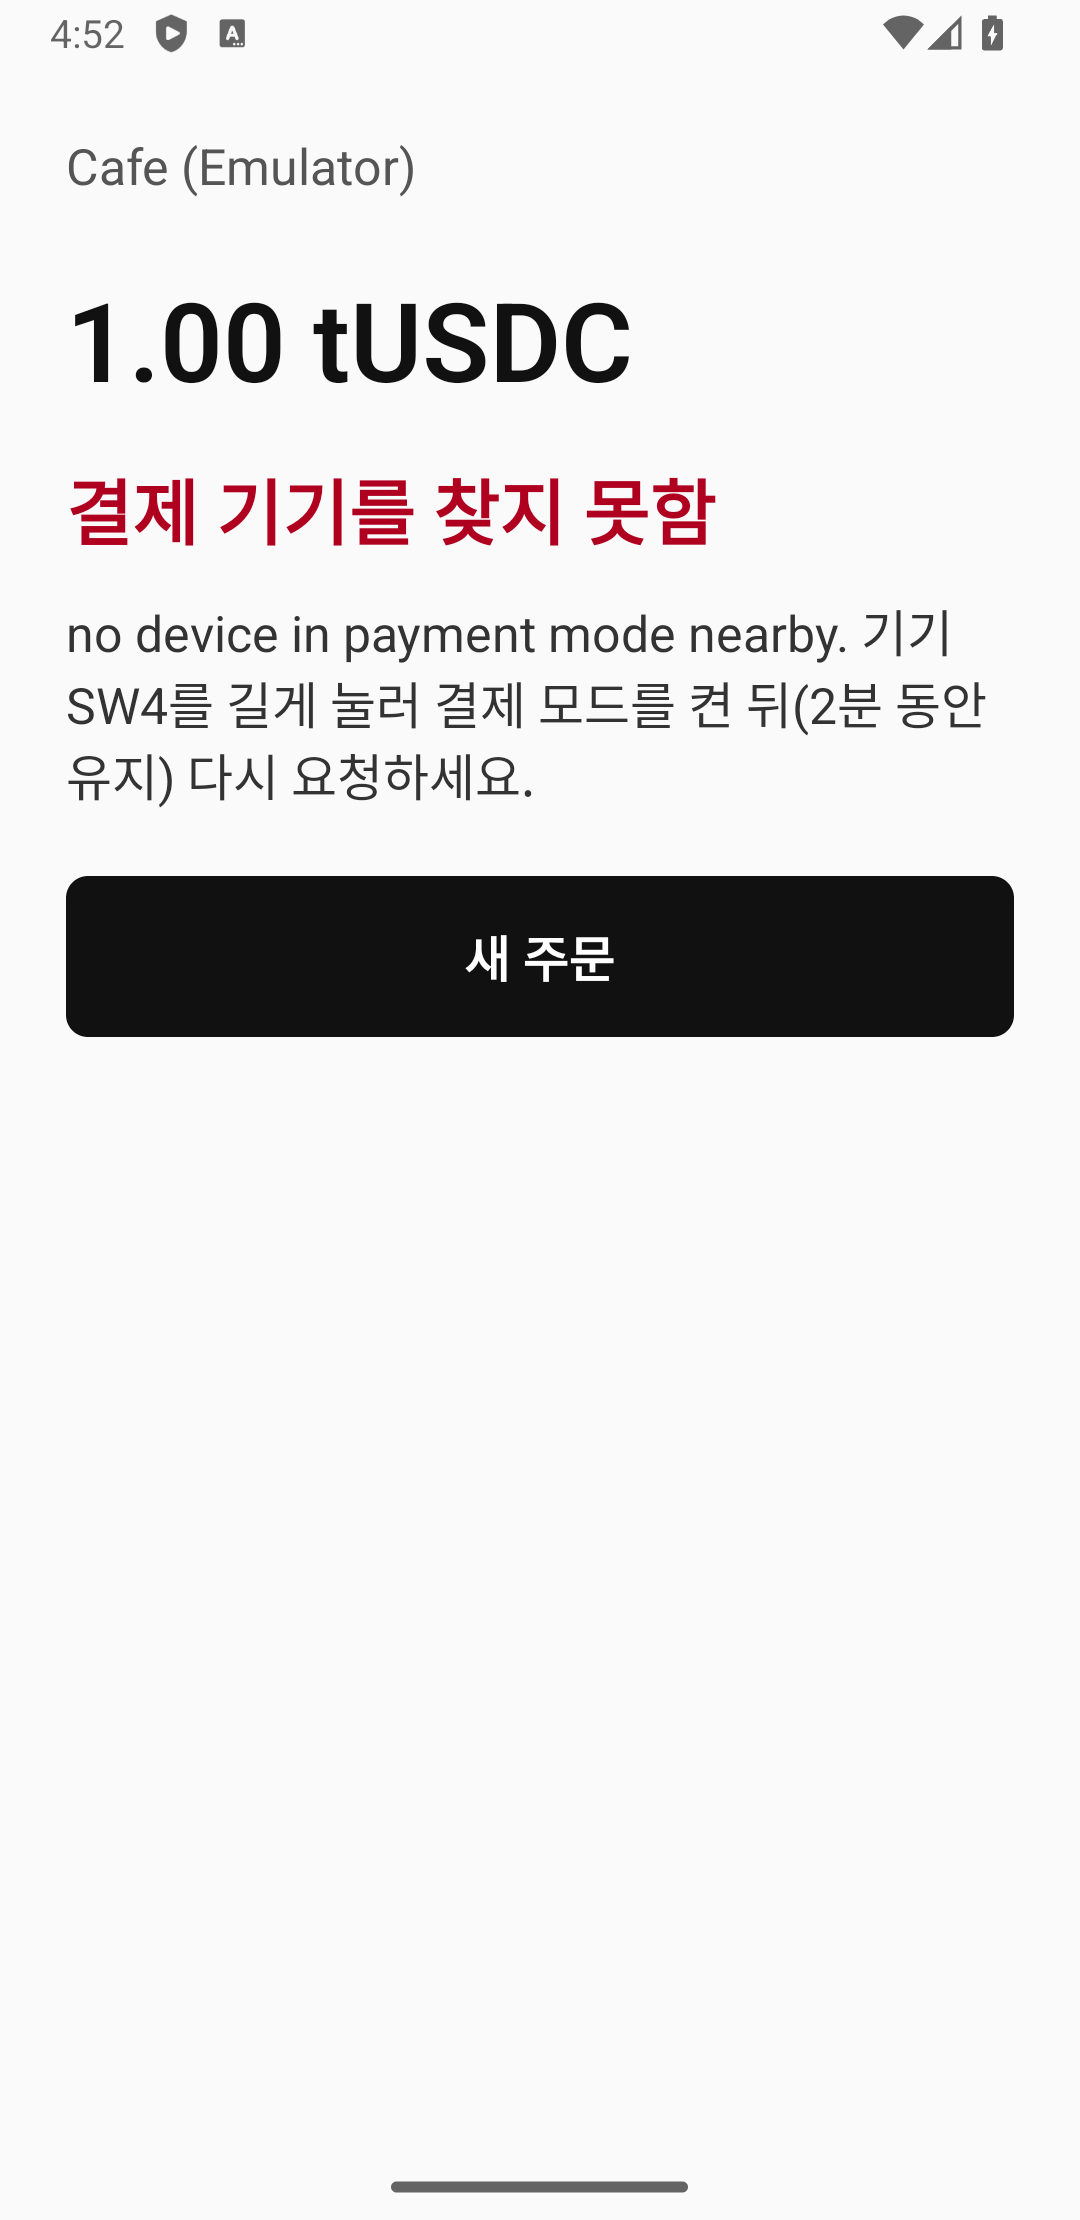 4:52
Cafe (Emulator)
1.00 tUSDC
결제 기기를 찾지 못함
no device in payment mode nearby. 기기
SW4를 길게 눌러 결제 모드를 켠 뒤(2분 동안
유지) 다시 요청하세요.
새 주문